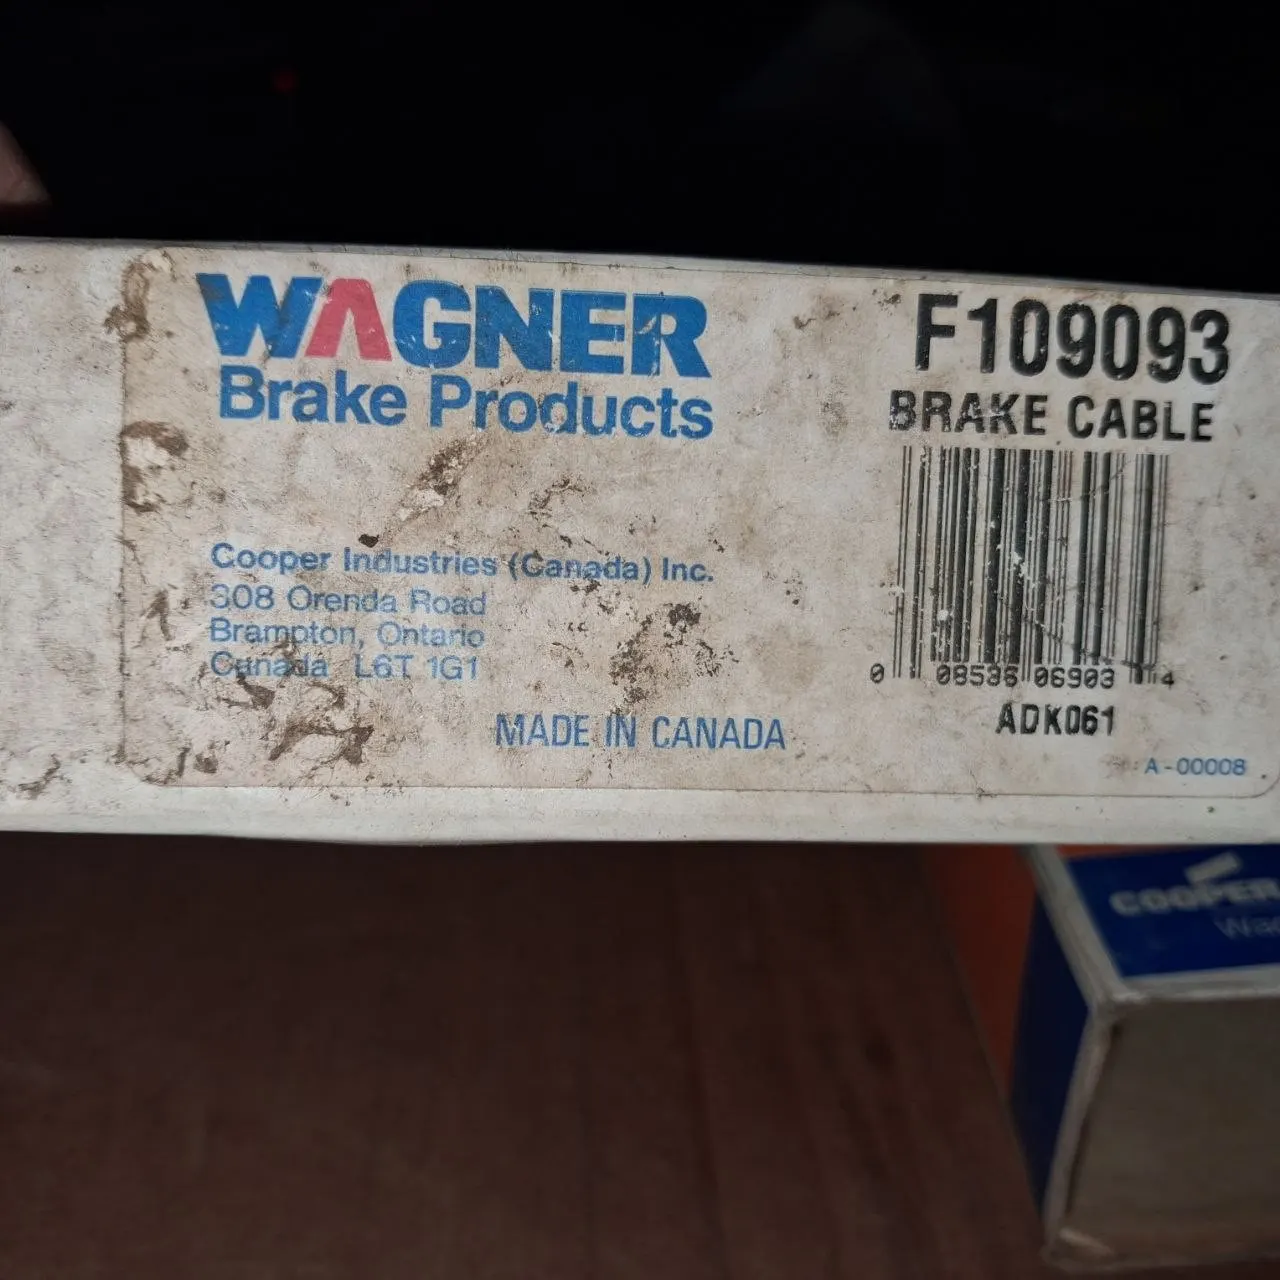 WAGNER
Brake Products
F109093
BRAKE CABLE
Cooper Industries (Canada) Inc.
308 Orenda Road
Brampton, Ontario
Canada L6T 1G1
MADE IN CANADA
0 08536 06903 4
ADK061
A-00008
COOPER